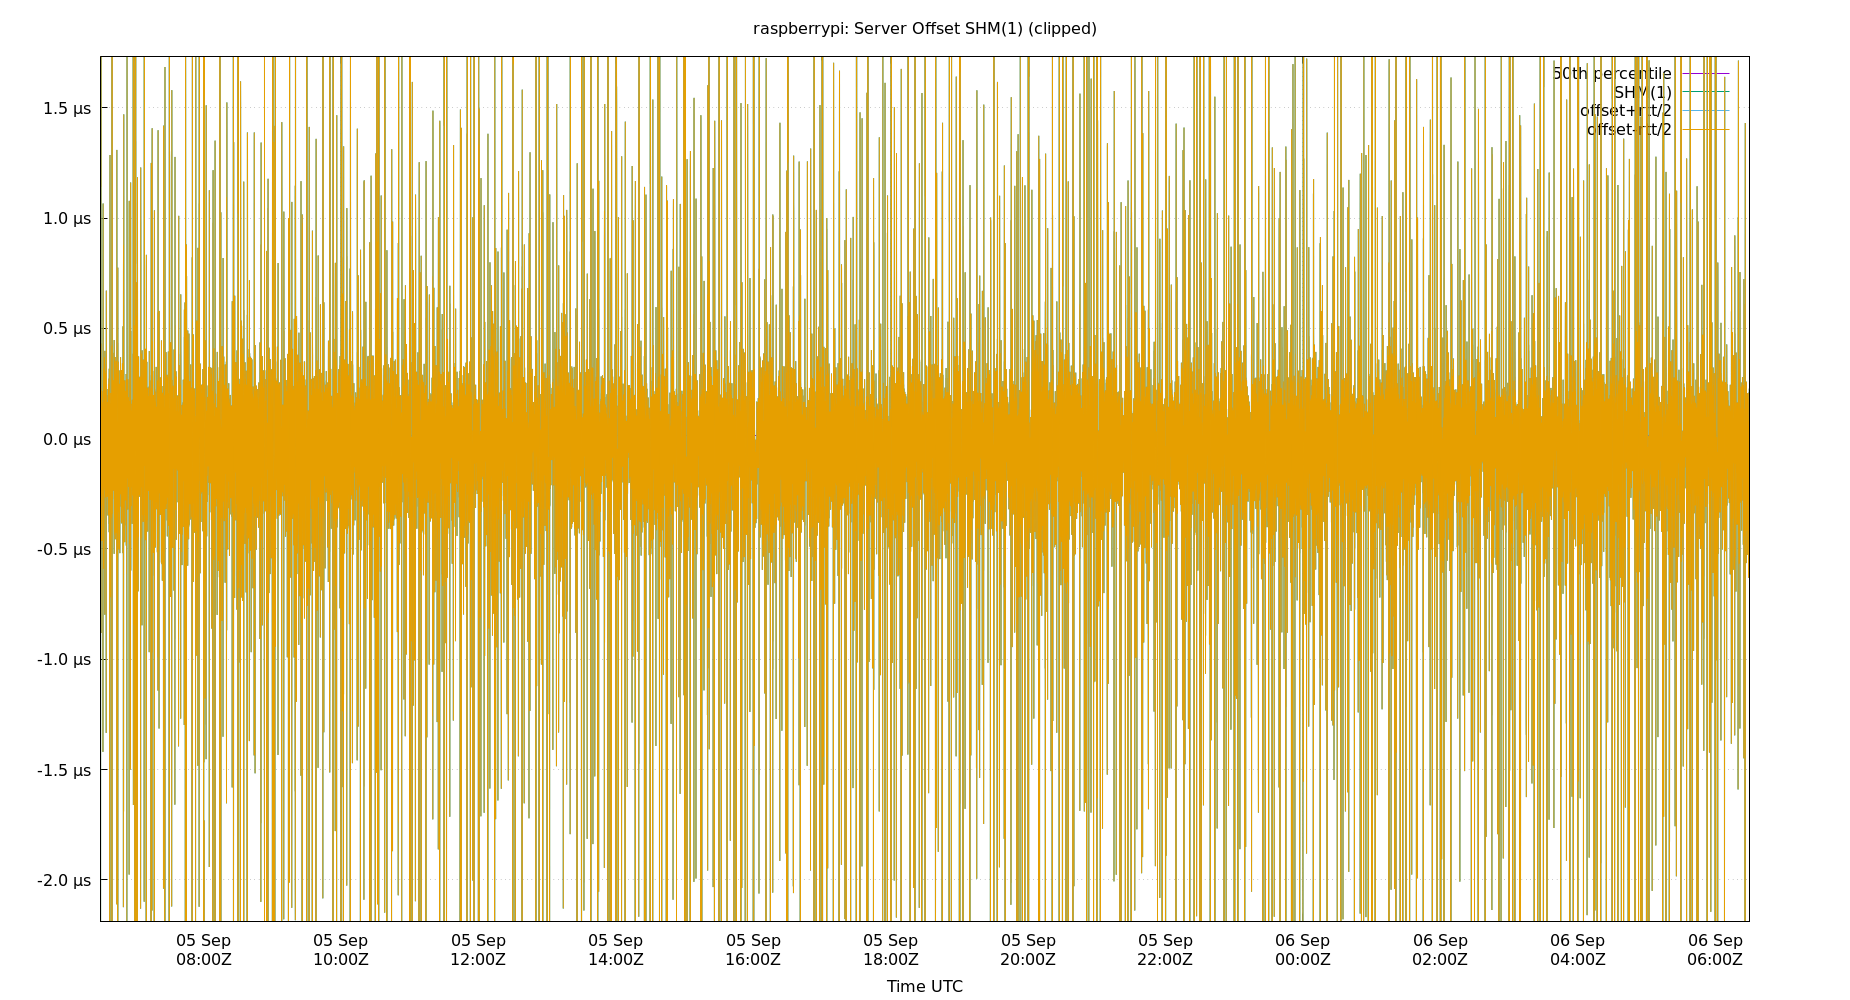 raspberrypi: Server Offset SHM(1) (clipped)
50th percentile
SHM(1)
offset+rtt/2
offset-rtt/2
1.5 µs
1.0 µs
0.5 µs
0.0 µs
-0.5 µs
-1.0 µs
-1.5 µs
-2.0 µs
05 Sep 05 Sep 05 Sep 05 Sep 05 Sep 05 Sep 05 Sep 05 Sep 06 Sep 06 Sep 06 Sep 06 Sep
08:00Z 10:00Z 12:00Z 14:00Z 16:00Z 18:00Z 20:00Z 22:00Z 00:00Z 02:00Z 04:00Z 06:00Z
Time UTC